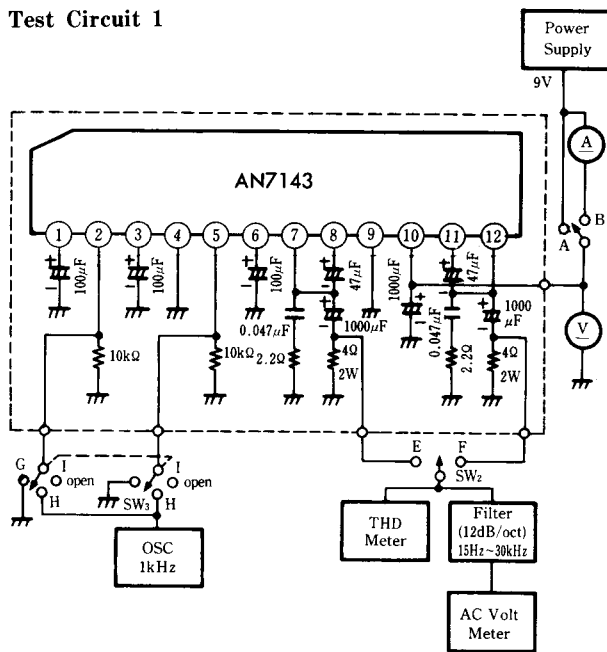 Test Circuit 1
Power
Supply
9V
A
B
A
V
AN7143
1 2 3 4 5 6 7 8 9 10 11 12
+
−
100μF
+
−
100μF
+
−
100μF
+
47μF
1000μF
+
−
+
47μF
−
0.047μF
+
−
1000μF
0.047μF
+
−
1000
μF
10kΩ
10kΩ
2.2Ω
4Ω
2W
2.2Ω
4Ω
2W
G
I
open
H
I
open
SW3
H
E
F
SW2
OSC
1kHz
THD
Meter
Filter
(12dB/oct)
15Hz~30kHz
AC Volt
Meter